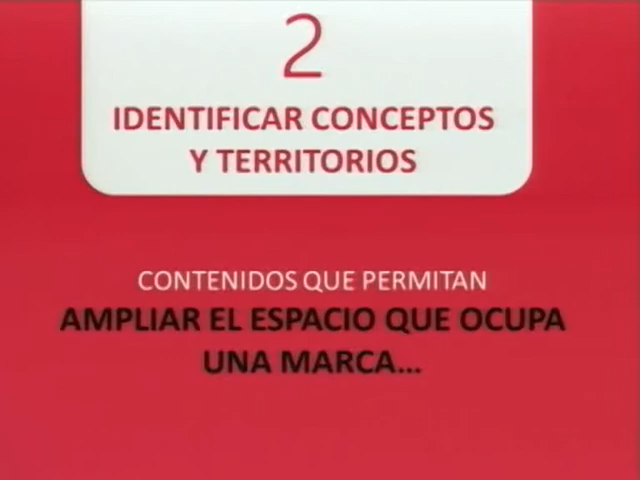 2
IDENTIFICAR CONCEPTOS
Y TERRITORIOS
CONTENIDOS QUE PERMITAN
AMPLIAR EL ESPACIO QUE OCUPA
UNA MARCA...